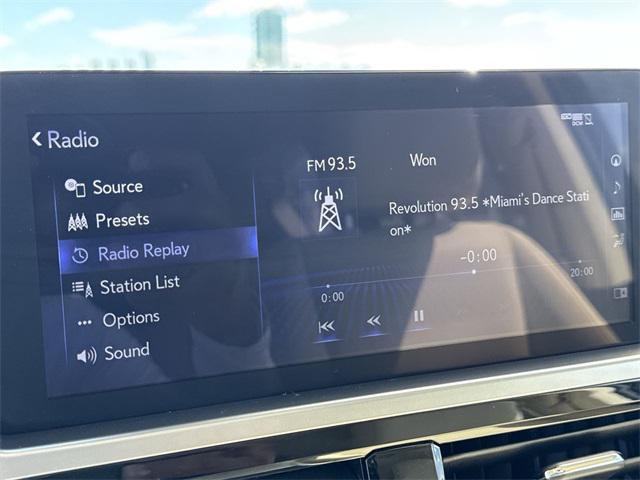 Radio
Source
Presets
Radio Replay
Station List
Options
Sound
FM 93.5
Won
Revolution 93.5 *Miami's Dance Stati
on*
-0:00
0:00
20:00
DCM